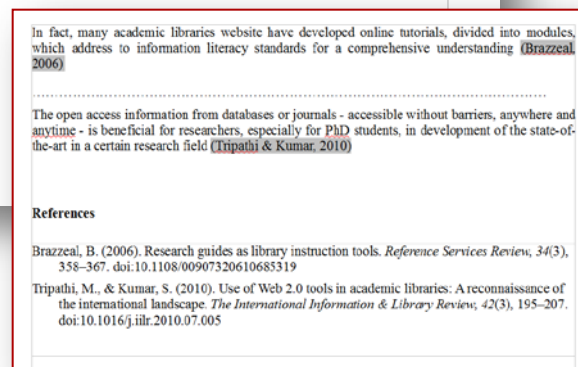 In fact, many academic libraries website have developed online tutorials, divided into modules,
which address to information literacy standards for a comprehensive understanding (Brazzeal,
2006)
................................................................................................................................
The open access information from databases or journals - accessible without barriers, anywhere and
anytime - is beneficial for researchers, especially for PhD students, in development of the state-of-
the-art in a certain research field (Tripathi & Kumar, 2010)
References
Brazzeal, B. (2006). Research guides as library instruction tools. Reference Services Review, 34(3),
358–367. doi:10.1108/00907320610685319
Tripathi, M., & Kumar, S. (2010). Use of Web 2.0 tools in academic libraries: A reconnaissance of
the international landscape. The International Information & Library Review, 42(3), 195–207.
doi:10.1016/j.iilr.2010.07.005